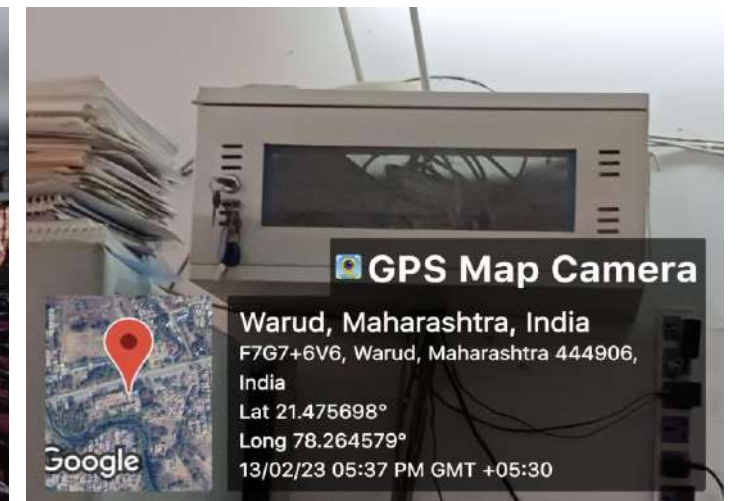 GPS Map Camera
Warud, Maharashtra, India
F7G7+6V6, Warud, Maharashtra 444906,
India
Lat 21.475698°
Long 78.264579°
13/02/23 05:37 PM GMT +05:30
Google